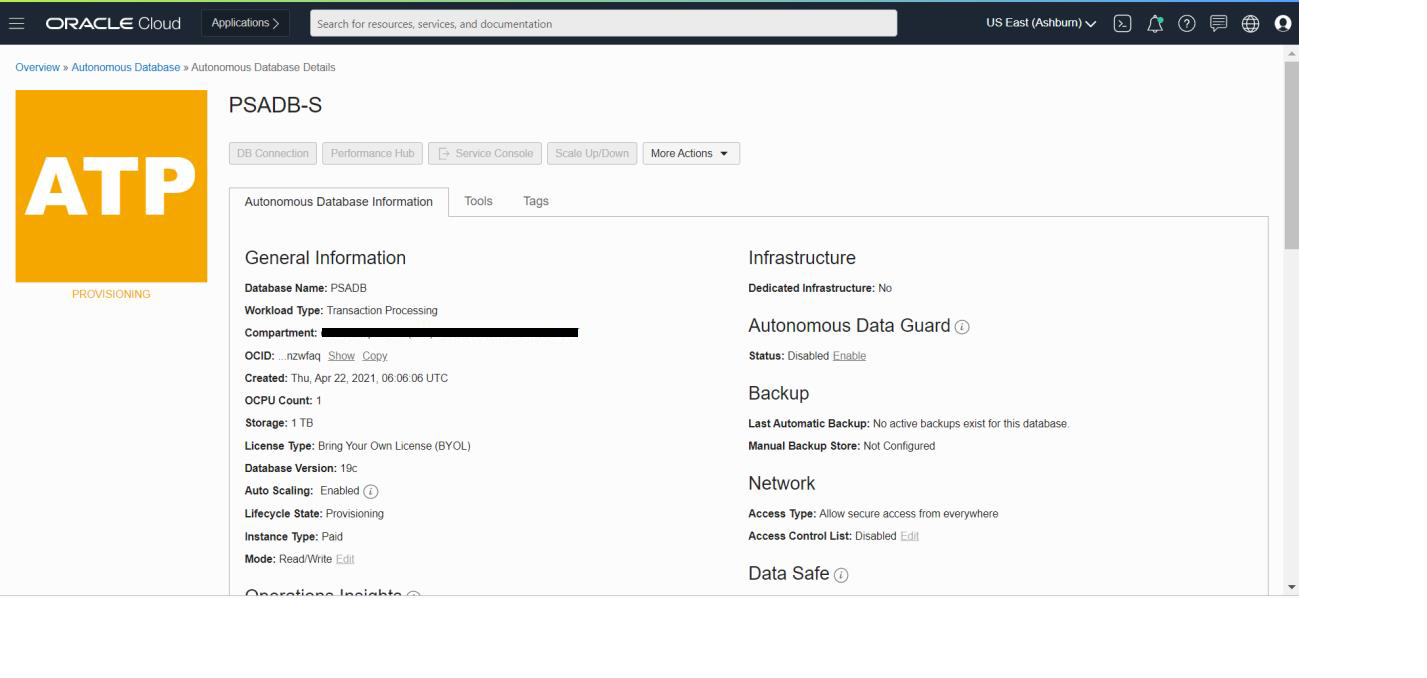 ORACLE Cloud Applications Search for resources, services, and documentation US East (Ashburn)
Overview » Autonomous Database » Autonomous Database Details
ATP
PROVISIONING
PSADB-S
DB Connection Performance Hub Service Console Scale Up/Down More Actions
Autonomous Database Information Tools Tags
General Information
Database Name: PSADB
Workload Type: Transaction Processing
Compartment:
OCID: ...nzwfaq Show Copy
Created: Thu, Apr 22, 2021, 06:06:06 UTC
OCPU Count: 1
Storage: 1 TB
License Type: Bring Your Own License (BYOL)
Database Version: 19c
Auto Scaling: Enabled
Lifecycle State: Provisioning
Instance Type: Paid
Mode: Read/Write Edit
Operations Insights
Infrastructure
Dedicated Infrastructure: No
Autonomous Data Guard
Status: Disabled Enable
Backup
Last Automatic Backup: No active backups exist for this database.
Manual Backup Store: Not Configured
Network
Access Type: Allow secure access from everywhere
Access Control List: Disabled Edit
Data Safe